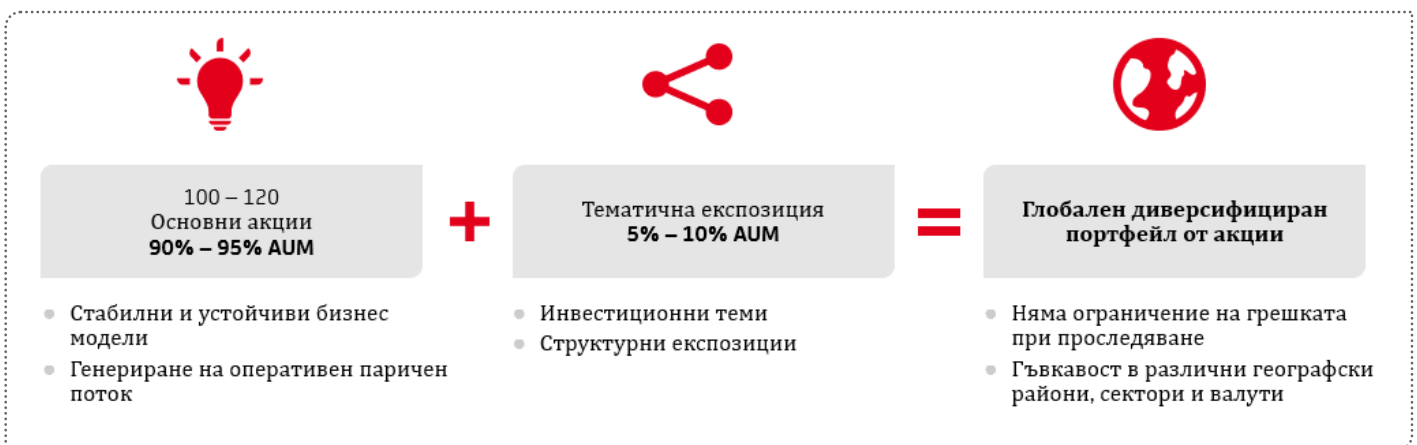 100 – 120
Основни акции
90% – 95% AUM
+
Тематична експозиция
5% – 10% AUM
=
Глобален диверсифициран
портфейл от акции
Стабилни и устойчиви бизнес
модели
Генериране на оперативен паричен
поток
Инвестиционни теми
Структурни експозиции
Няма ограничение на грешката
при проследяване
Гъвкавост в различни географски
райони, сектори и валути